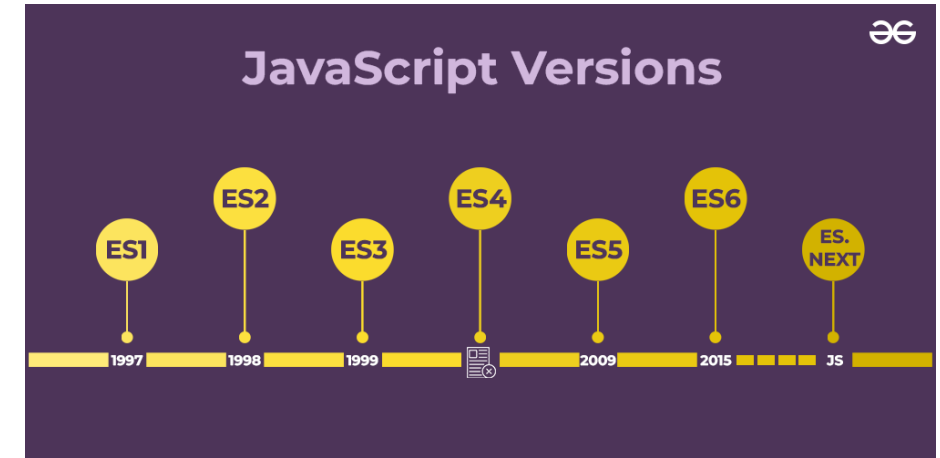 JavaScript Versions
ES1
ES2
ES3
ES4
ES5
ES6
ES.
NEXT
1997
1998
1999
2009
2015
JS